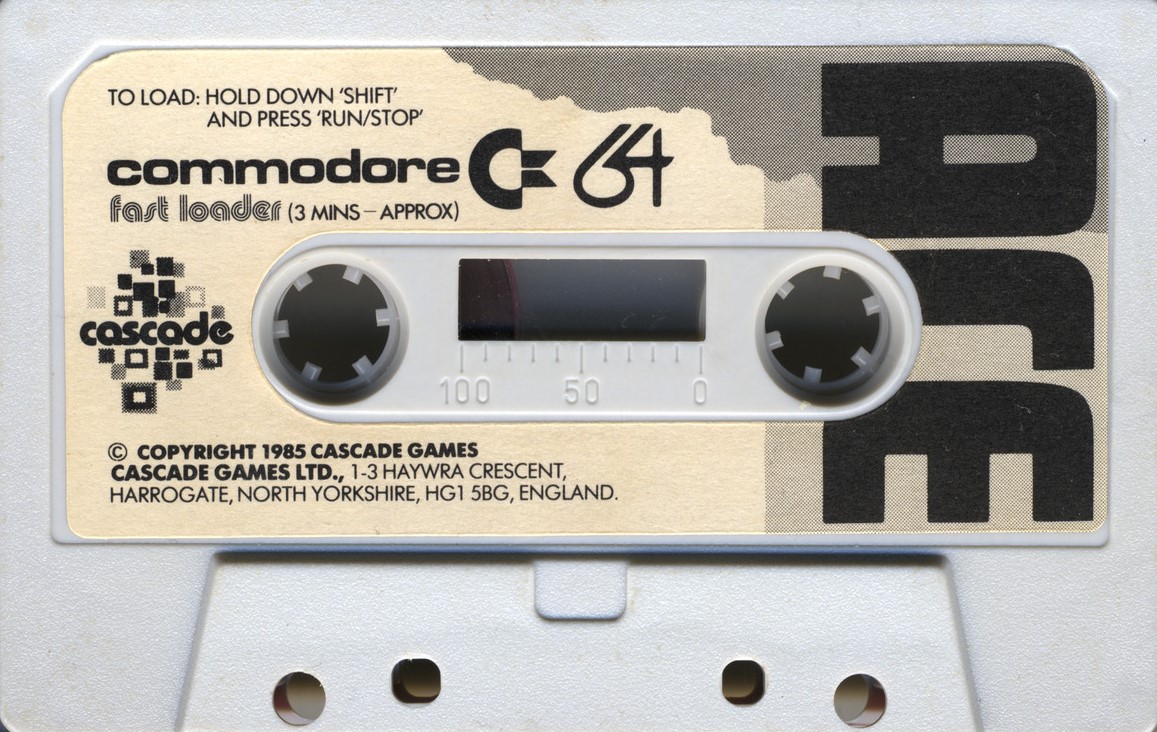 TO LOAD: HOLD DOWN ‘SHIFT’
AND PRESS ‘RUN/STOP’
commodore C 64
fast loader (3 MINS – APPROX)
cascade
100 50 0
© COPYRIGHT 1985 CASCADE GAMES
CASCADE GAMES LTD., 1-3 HAYWRA CRESCENT,
HARROGATE, NORTH YORKSHIRE, HG1 5BG, ENGLAND.
ACE